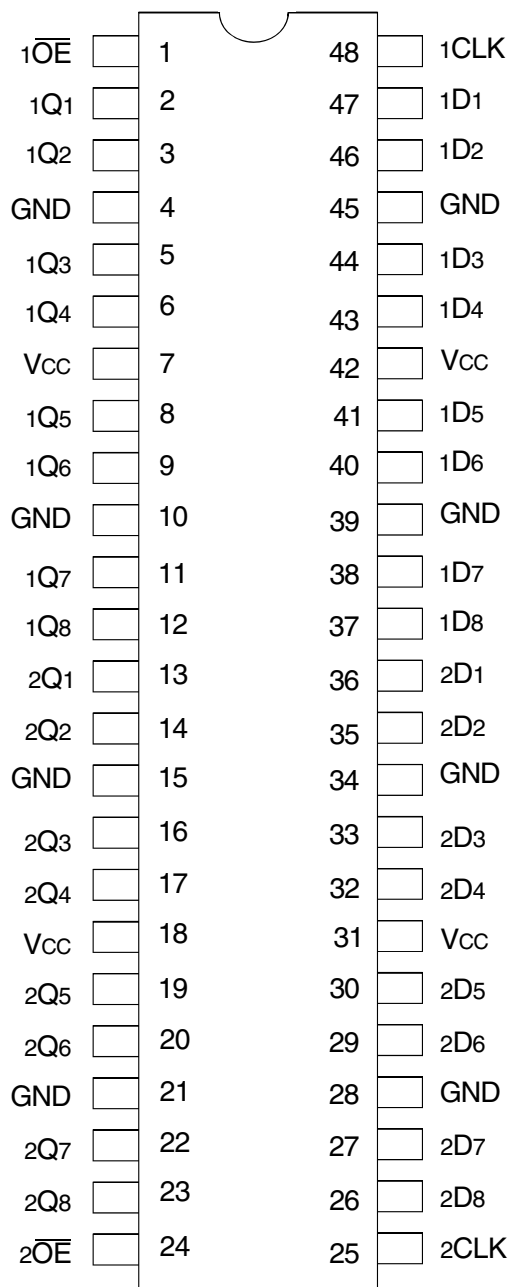 1O̅E̅ 1 48 1CLK
1Q1 2 47 1D1
1Q2 3 46 1D2
GND 4 45 GND
1Q3 5 44 1D3
1Q4 6 43 1D4
VCC 7 42 VCC
1Q5 8 41 1D5
1Q6 9 40 1D6
GND 10 39 GND
1Q7 11 38 1D7
1Q8 12 37 1D8
2Q1 13 36 2D1
2Q2 14 35 2D2
GND 15 34 GND
2Q3 16 33 2D3
2Q4 17 32 2D4
VCC 18 31 VCC
2Q5 19 30 2D5
2Q6 20 29 2D6
GND 21 28 GND
2Q7 22 27 2D7
2Q8 23 26 2D8
2O̅E̅ 24 25 2CLK